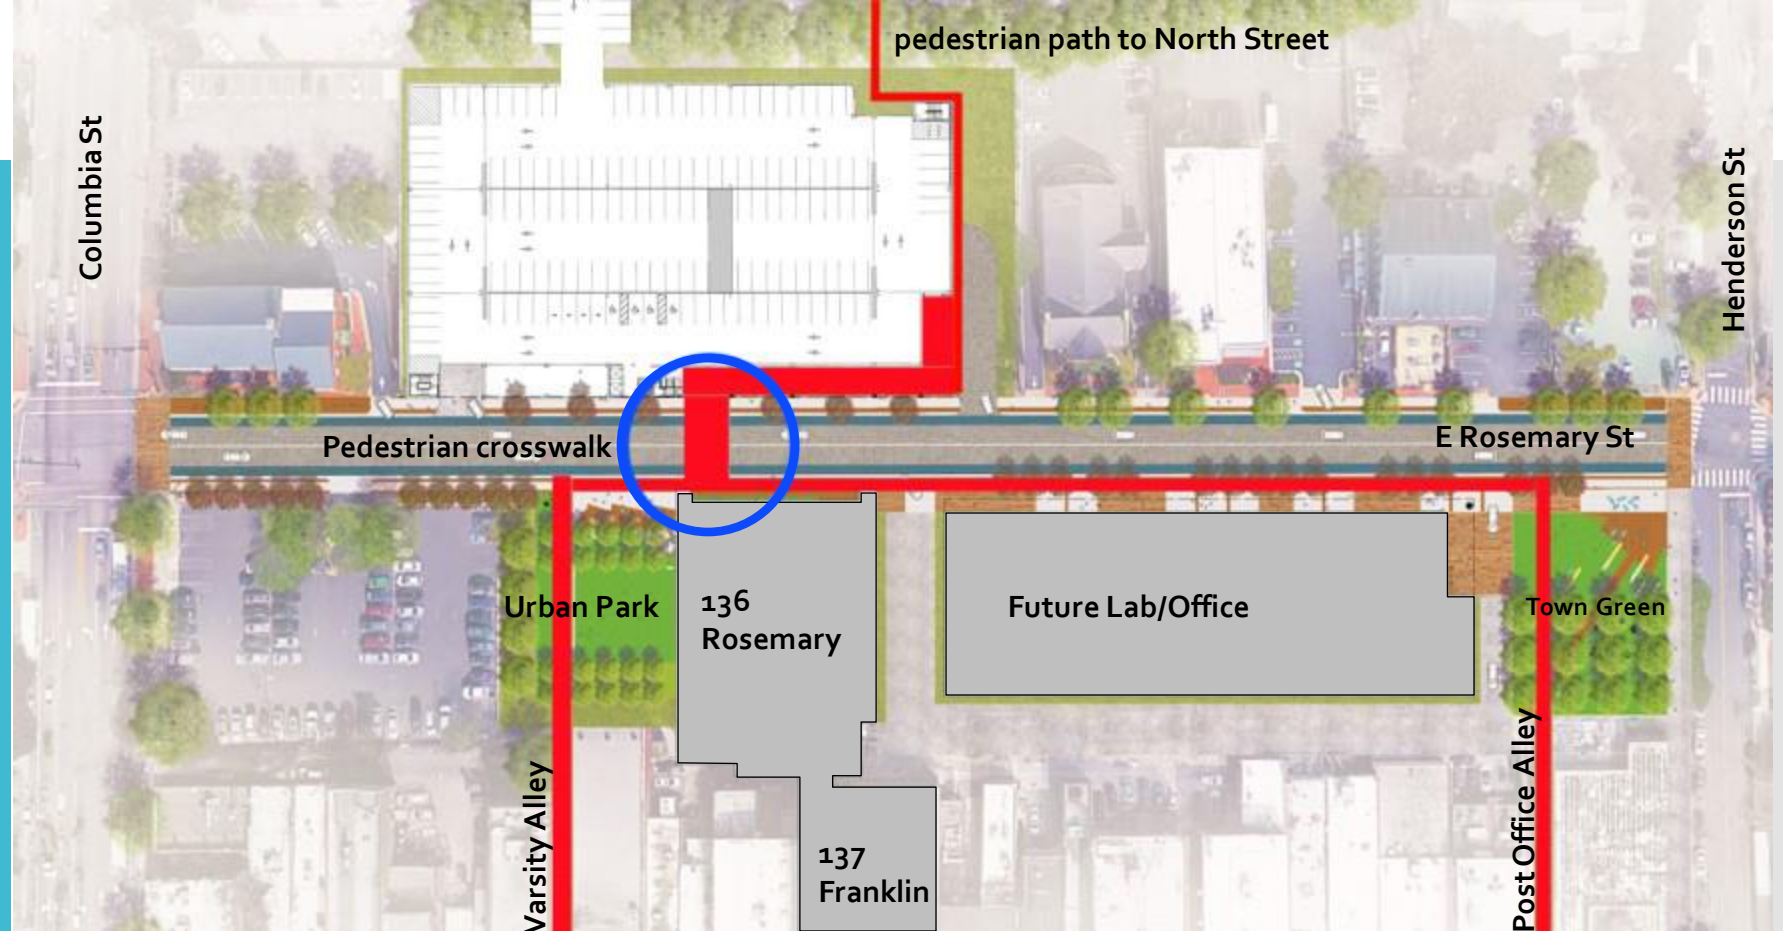 pedestrian path to North Street
Columbia St
Henderson St
Pedestrian crosswalk
E Rosemary St
Urban Park
136
Rosemary
Future Lab/Office
Town Green
Varsity Alley
137
Franklin
Post Office Alley